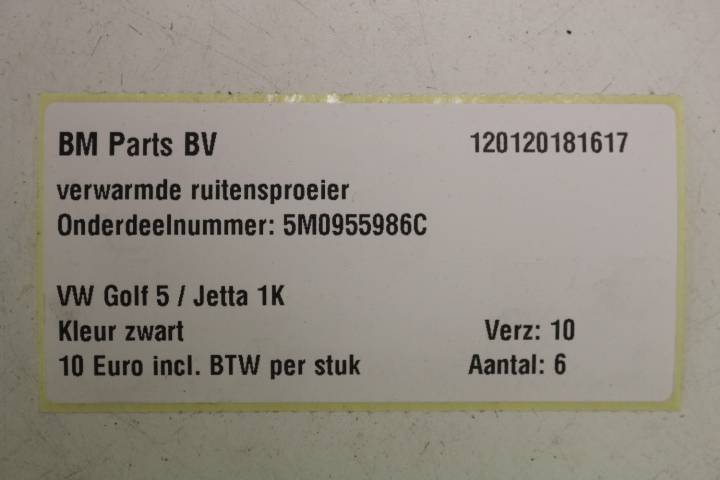 BM Parts BV 120120181617
verwarmde ruitensproeier
Onderdeelnummer: 5M0955986C
VW Golf 5 / Jetta 1K
Kleur zwart Verz: 10
10 Euro incl. BTW per stuk Aantal: 6